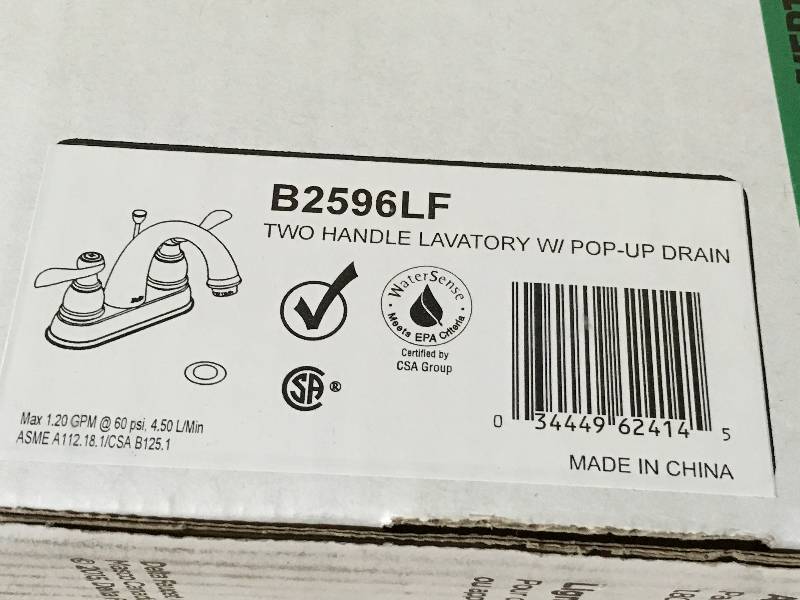 B2596LF
TWO HANDLE LAVATORY W/ POP-UP DRAIN
WaterSense
Meets EPA Criteria
Certified by
CSA Group
SA®
Max 1.20 GPM @ 60 psi, 4.50 L/Min
ASME A112.18.1/CSA B125.1
0 34449 62414 5
MADE IN CHINA